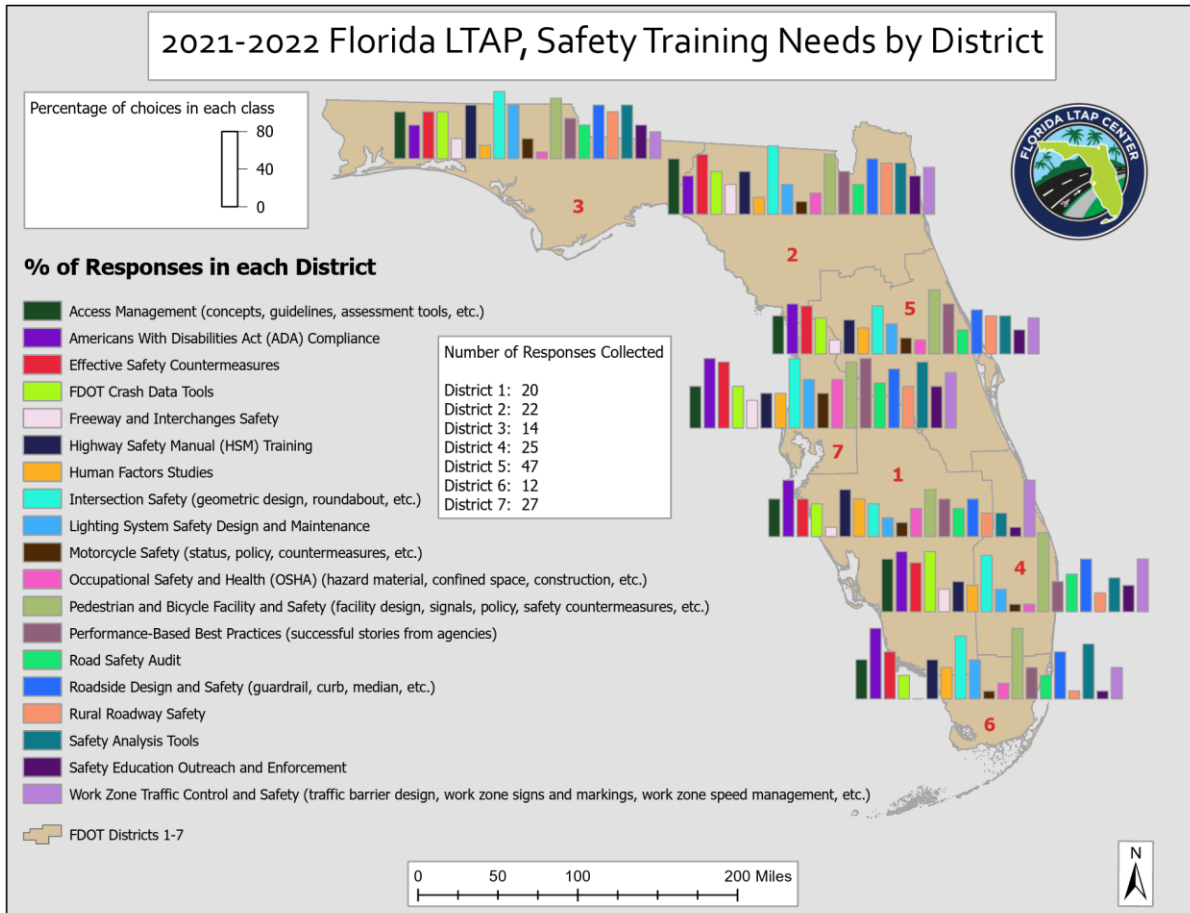 2021-2022 Florida LTAP, Safety Training Needs by District
Percentage of choices in each class
80
40
0
FLORIDA LTAP CENTER
3
2
5
7
1
4
6
% of Responses in each District
Access Management (concepts, guidelines, assessment tools, etc.)
Americans With Disabilities Act (ADA) Compliance
Effective Safety Countermeasures
FDOT Crash Data Tools
Freeway and Interchanges Safety
Highway Safety Manual (HSM) Training
Human Factors Studies
Intersection Safety (geometric design, roundabout, etc.)
Lighting System Safety Design and Maintenance
Motorcycle Safety (status, policy, countermeasures, etc.)
Occupational Safety and Health (OSHA) (hazard material, confined space, construction, etc.)
Pedestrian and Bicycle Facility and Safety (facility design, signals, policy, safety countermeasures, etc.)
Performance-Based Best Practices (successful stories from agencies)
Road Safety Audit
Roadside Design and Safety (guardrail, curb, median, etc.)
Rural Roadway Safety
Safety Analysis Tools
Safety Education Outreach and Enforcement
Work Zone Traffic Control and Safety (traffic barrier design, work zone signs and markings, work zone speed management, etc.)
FDOT Districts 1-7
Number of Responses Collected
District 1: 20
District 2: 22
District 3: 14
District 4: 25
District 5: 47
District 6: 12
District 7: 27
0 50 100 200 Miles
N